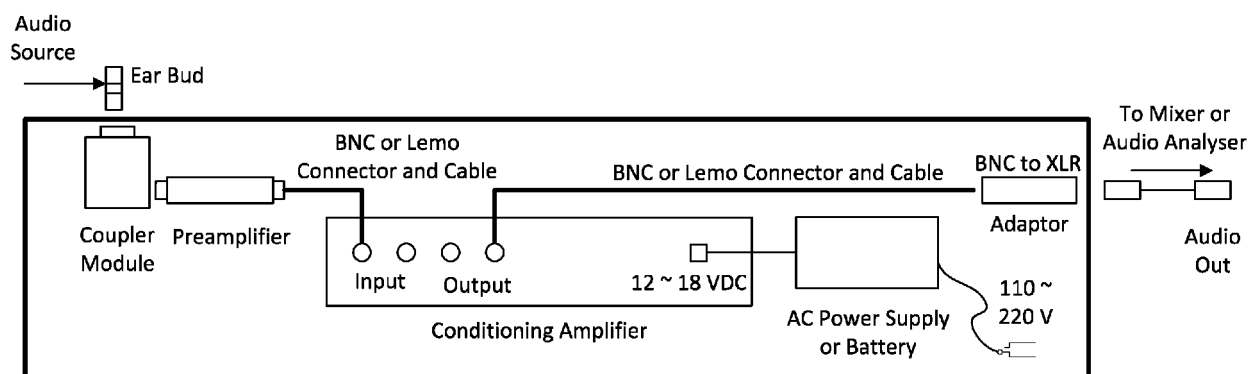 Audio
Source
Ear Bud
To Mixer or
Audio Analyser
BNC or Lemo
Connector and Cable
BNC or Lemo Connector and Cable
BNC to XLR
Adaptor
Coupler
Module
Preamplifier
Input
Output
12 ~ 18 VDC
Conditioning Amplifier
AC Power Supply
or Battery
110 ~
220 V
Audio
Out